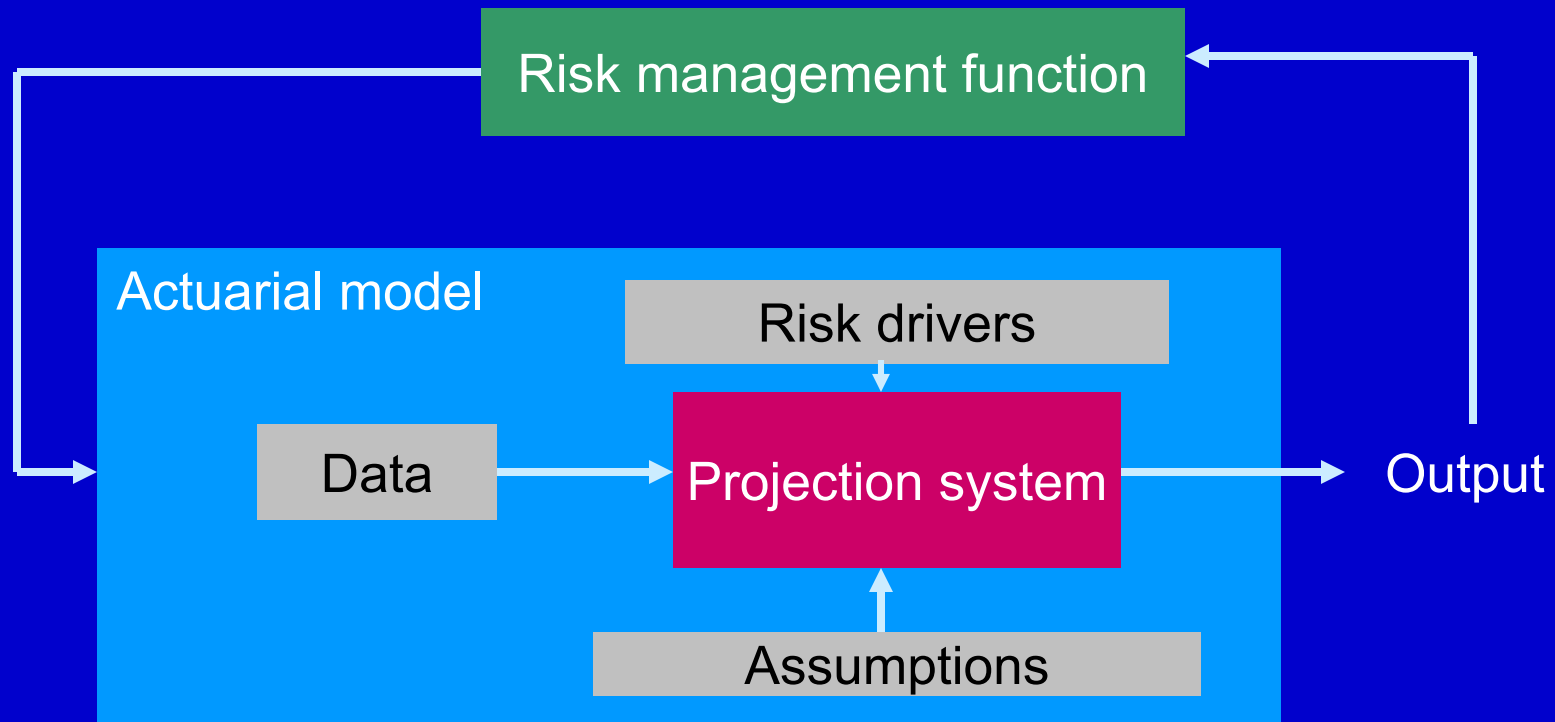 Risk management function
Actuarial model
Risk drivers
Data
Projection system
Output
Assumptions